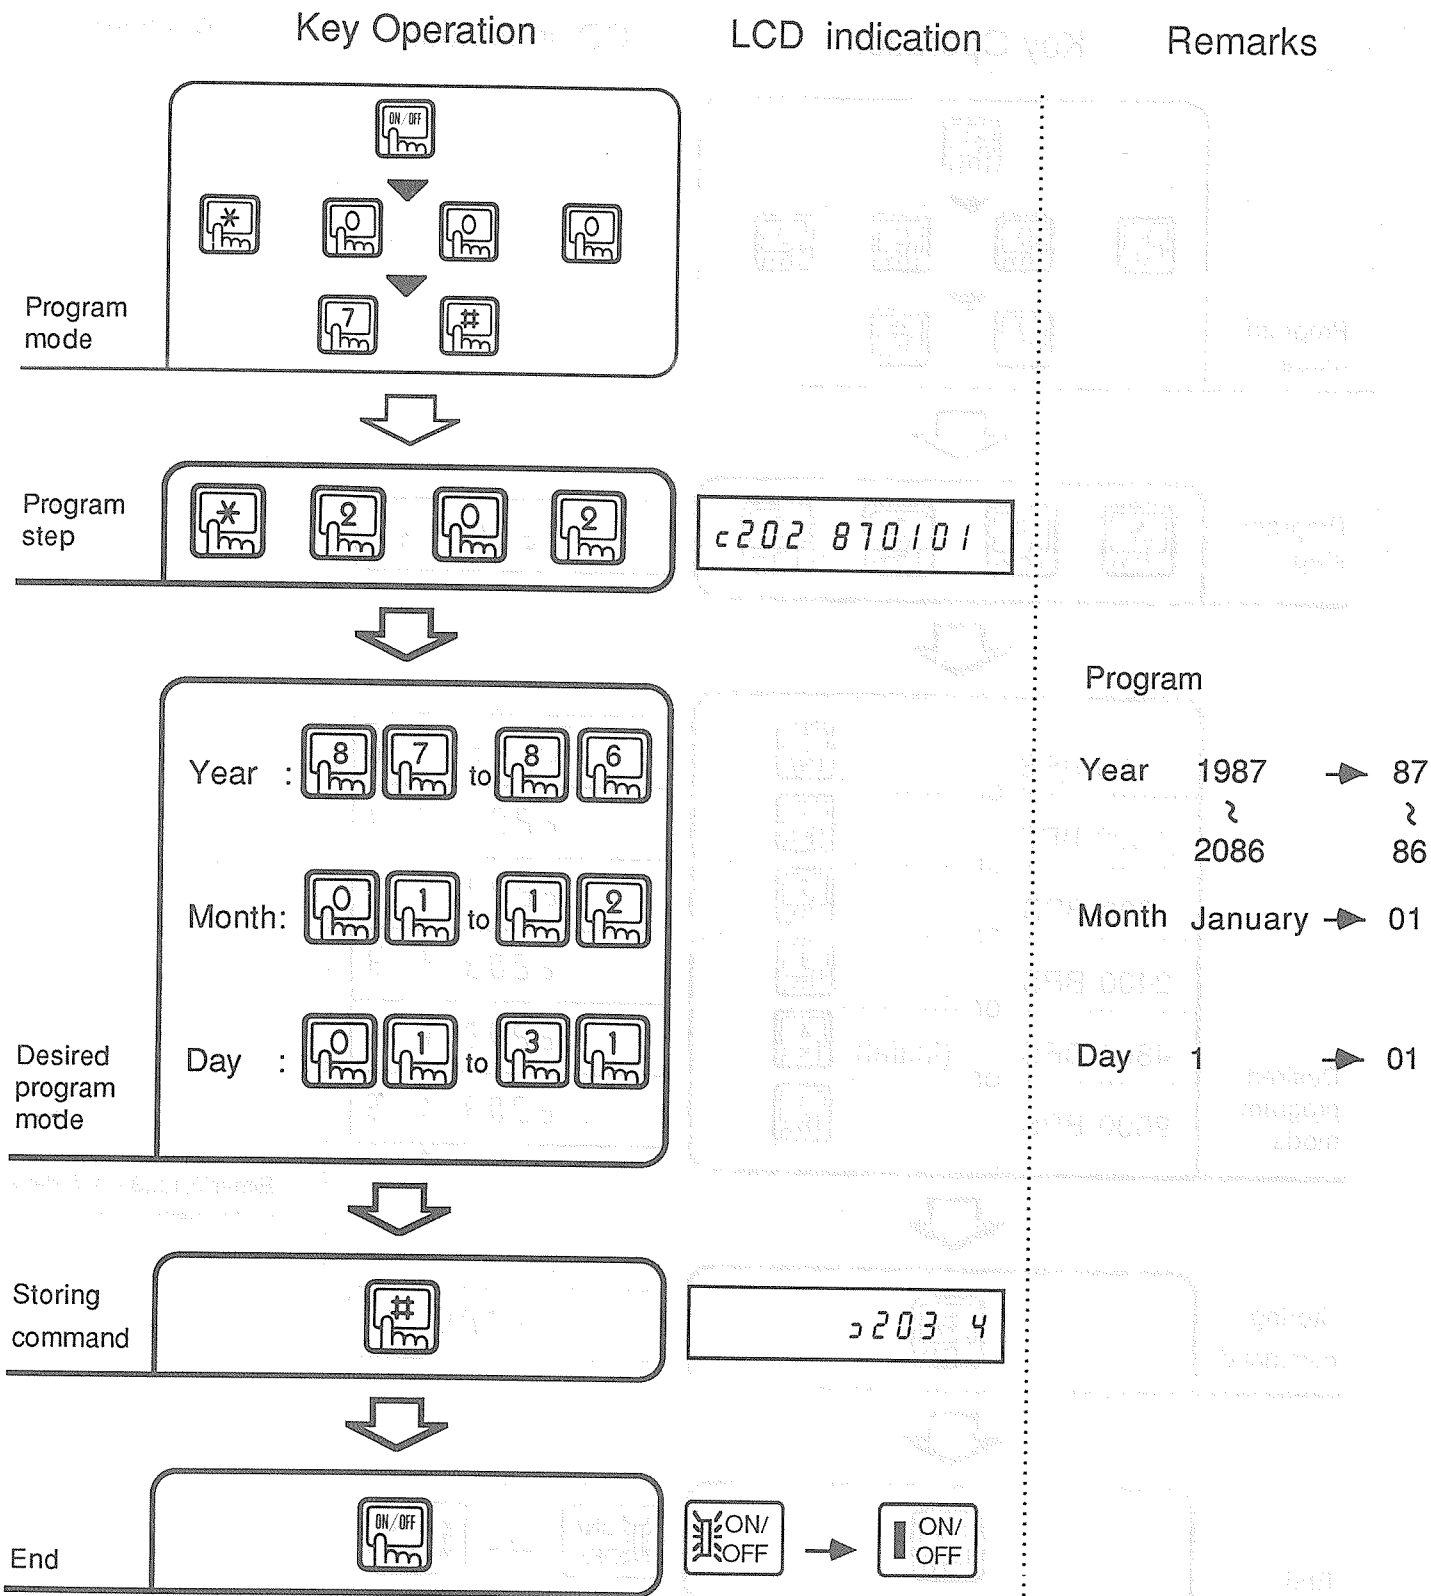 Key Operation LCD indication Remarks
ON/OFF
* 0 0 0
7 #
Program
mode
Program
step
* 2 0 2
c202 870101
Program
Year : 8 7 to 8 6
Year 1987 → 87
~ ~
2086 86
Month: 0 1 to 1 2
Month January → 01
Day : 0 1 to 3 1
Day 1 → 01
Desired
program
mode
Storing
command
#
ɔ203 4
End
ON/OFF
ON/
OFF
→
ON/
OFF